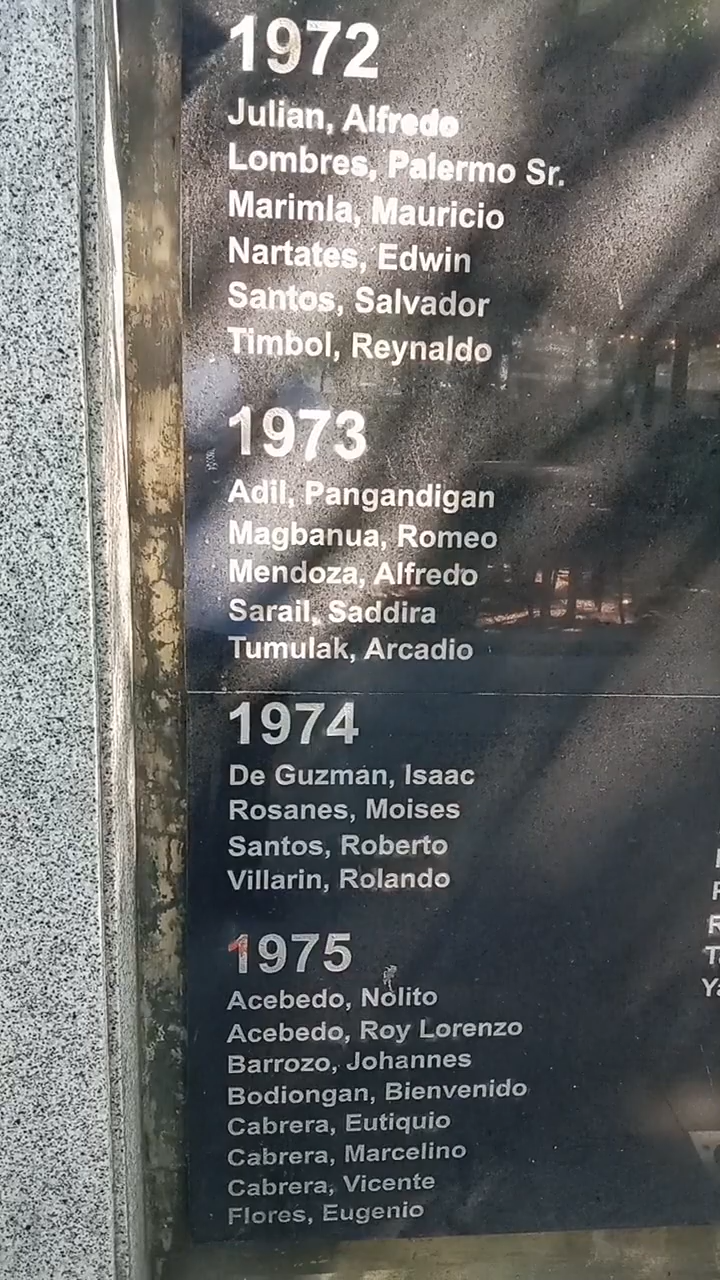 1972
Julian, Alfredo
Lombres, Palermo Sr.
Marimla, Mauricio
Nartates, Edwin
Santos, Salvador
Timbol, Reynaldo
1973
Adil, Pangandigan
Magbanua, Romeo
Mendoza, Alfredo
Sarail, Saddira
Tumulak, Arcadio
1974
De Guzman, Isaac
Rosanes, Moises
Santos, Roberto
Villarin, Rolando
1975
Acebedo, Nolito
Acebedo, Roy Lorenzo
Barrozo, Johannes
Bodiongan, Bienvenido
Cabrera, Eutiquio
Cabrera, Marcelino
Cabrera, Vicente
Flores, Eugenio